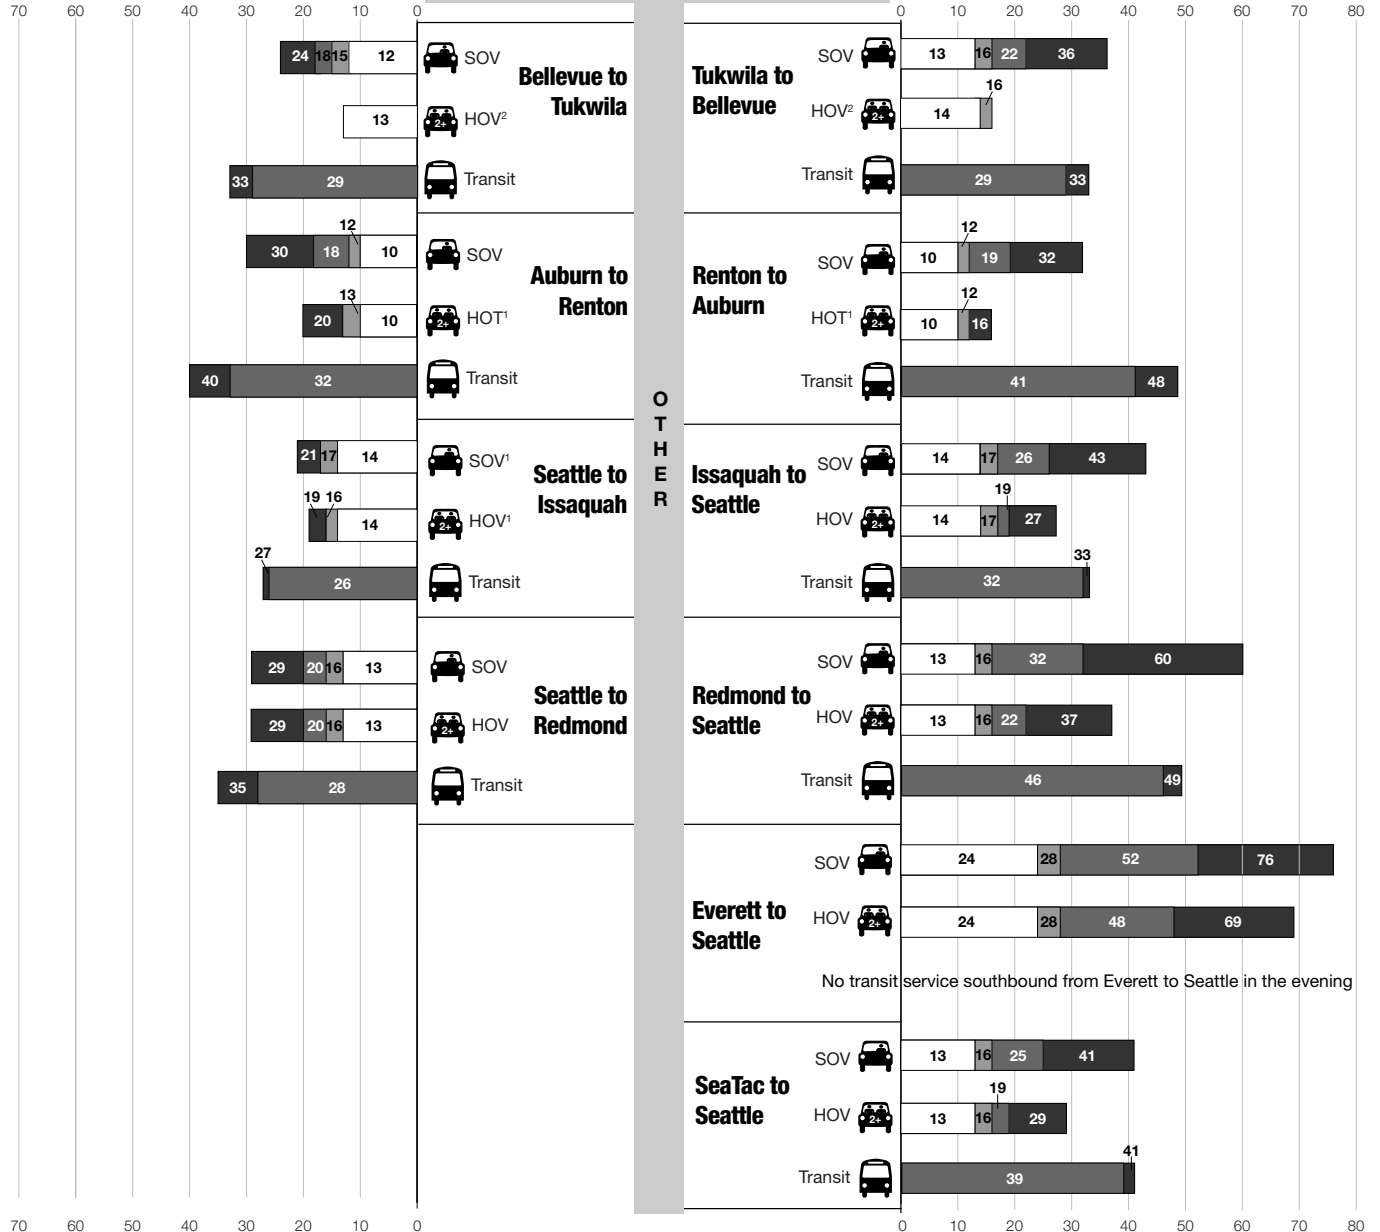 70 60 50 40 30 20 10 0
0 10 20 30 40 50 60 70 80
24 18 15 12 SOV
Bellevue to
Tukwila
13 2+ HOV²
33 29 Transit
12
30 18 10 SOV
Auburn to
Renton
13
20 10 2+ HOT¹
40 32 Transit
21 17 14 SOV¹
Seattle to
Issaquah
19 16
14 2+ HOV¹
27
26 Transit
29 20 16 13 SOV
Seattle to
Redmond
29 20 16 13 2+ HOV
35 28 Transit
O
T
H
E
R
Tukwila to
Bellevue
SOV 13 16 22 36
16
HOV² 2+ 14
Transit 29 33
Renton to
Auburn
12
SOV 10 19 32
12
HOT¹ 2+ 10 16
Transit 41 48
Issaquah to
Seattle
SOV 14 17 26 43
19
HOV 2+ 14 17 27
33
Transit 32
Redmond to
Seattle
SOV 13 16 32 60
HOV 2+ 13 16 22 37
Transit 46 49
Everett to
Seattle
SOV 24 28 52 76
HOV 2+ 24 28 48 69
No transit service southbound from Everett to Seattle in the evening
SeaTac to
Seattle
SOV 13 16 25 41
19
HOV 2+ 13 16 29
41
Transit 39
70 60 50 40 30 20 10 0
0 10 20 30 40 50 60 70 80